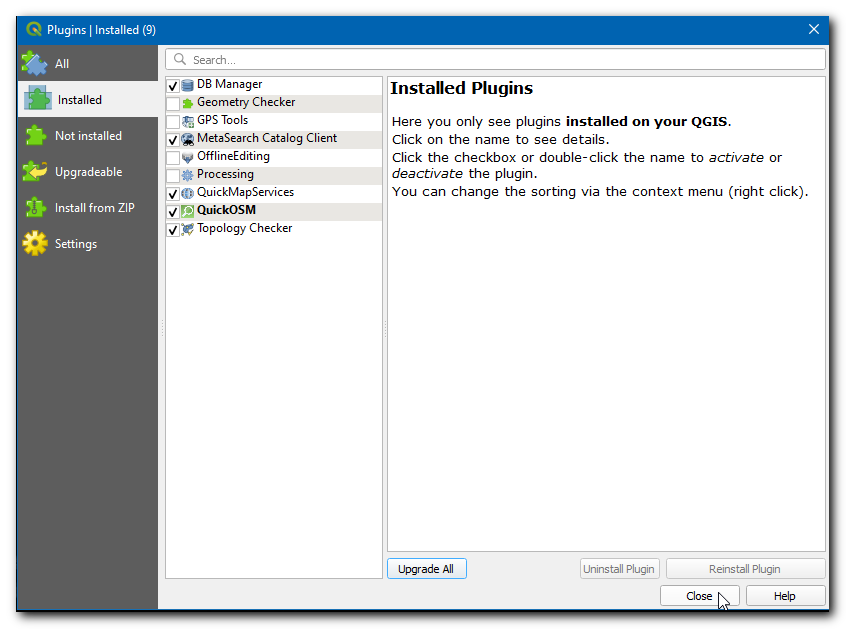 Plugins | Installed (9)
All
Installed
Not installed
Upgradeable
Install from ZIP
Settings
Search...
DB Manager
Geometry Checker
GPS Tools
MetaSearch Catalog Client
OfflineEditing
Processing
QuickMapServices
QuickOSM
Topology Checker
Installed Plugins
Here you only see plugins installed on your QGIS.
Click on the name to see details.
Click the checkbox or double-click the name to activate or
deactivate the plugin.
You can change the sorting via the context menu (right click).
Upgrade All
Uninstall Plugin
Reinstall Plugin
Close
Help